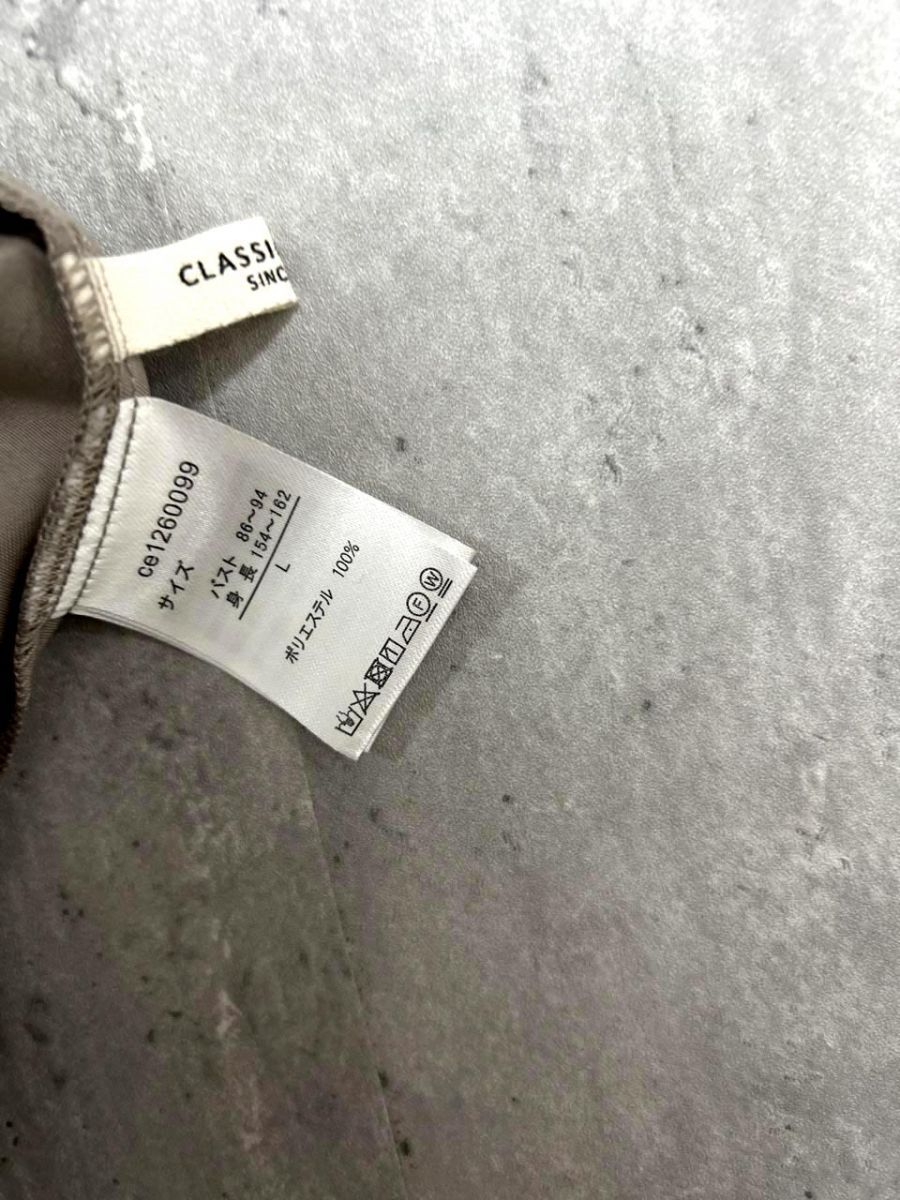 CLASSI
SINC
ce1260099
サイズ
バスト 86～94
身 長 154～162
L
ポリエステル 100%
F W